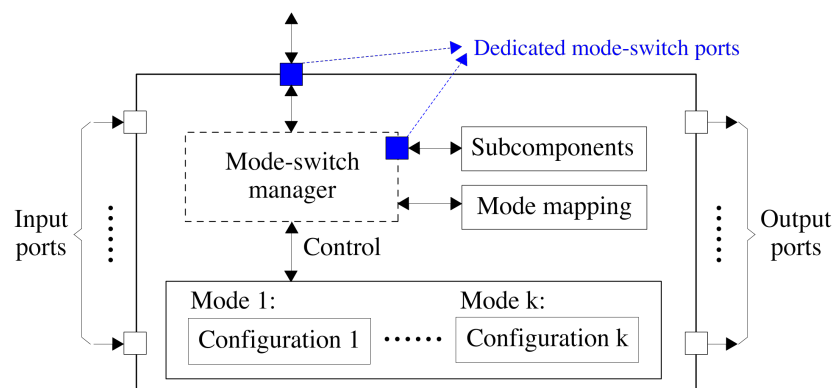 Dedicated mode-switch ports
Mode-switch
manager
Subcomponents
Mode mapping
Input
ports
Output
ports
Control
Mode 1:
Mode k:
Configuration 1
Configuration k